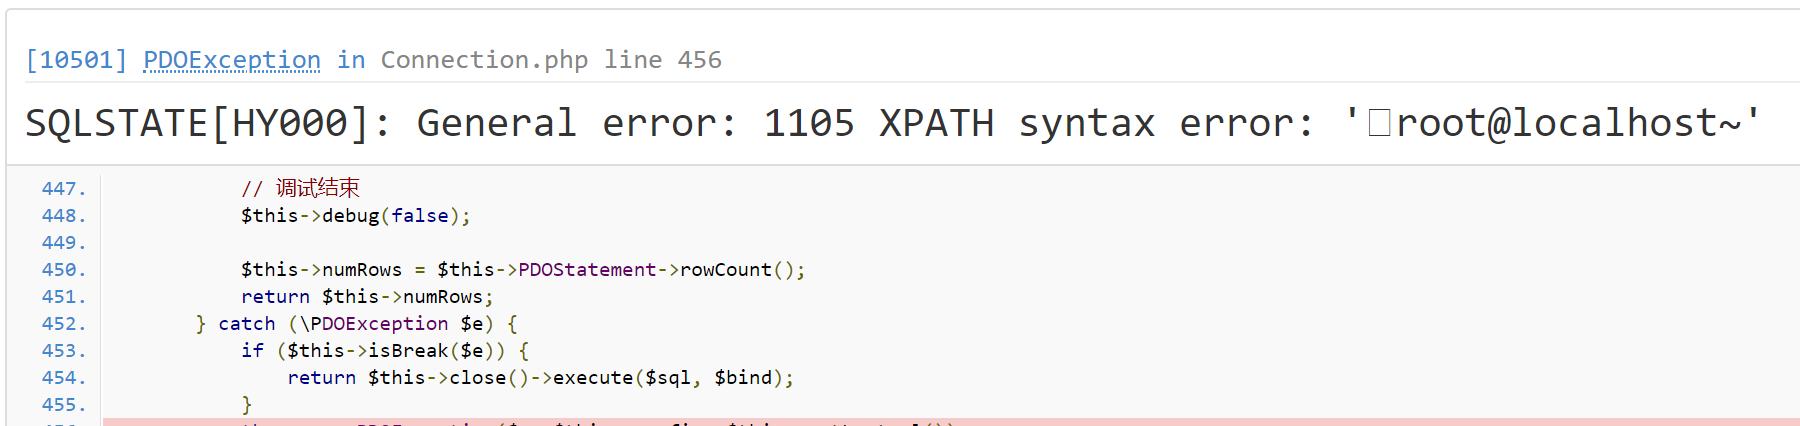 [10501] PDOException in Connection.php line 456
SQLSTATE[HY000]: General error: 1105 XPATH syntax error: '□root@localhost~'
447. // 调试结束
448. $this->debug(false);
449.
450. $this->numRows = $this->PDOStatement->rowCount();
451. return $this->numRows;
452. } catch (\PDOException $e) {
453. if ($this->isBreak($e)) {
454. return $this->close()->execute($sql, $bind);
455. }